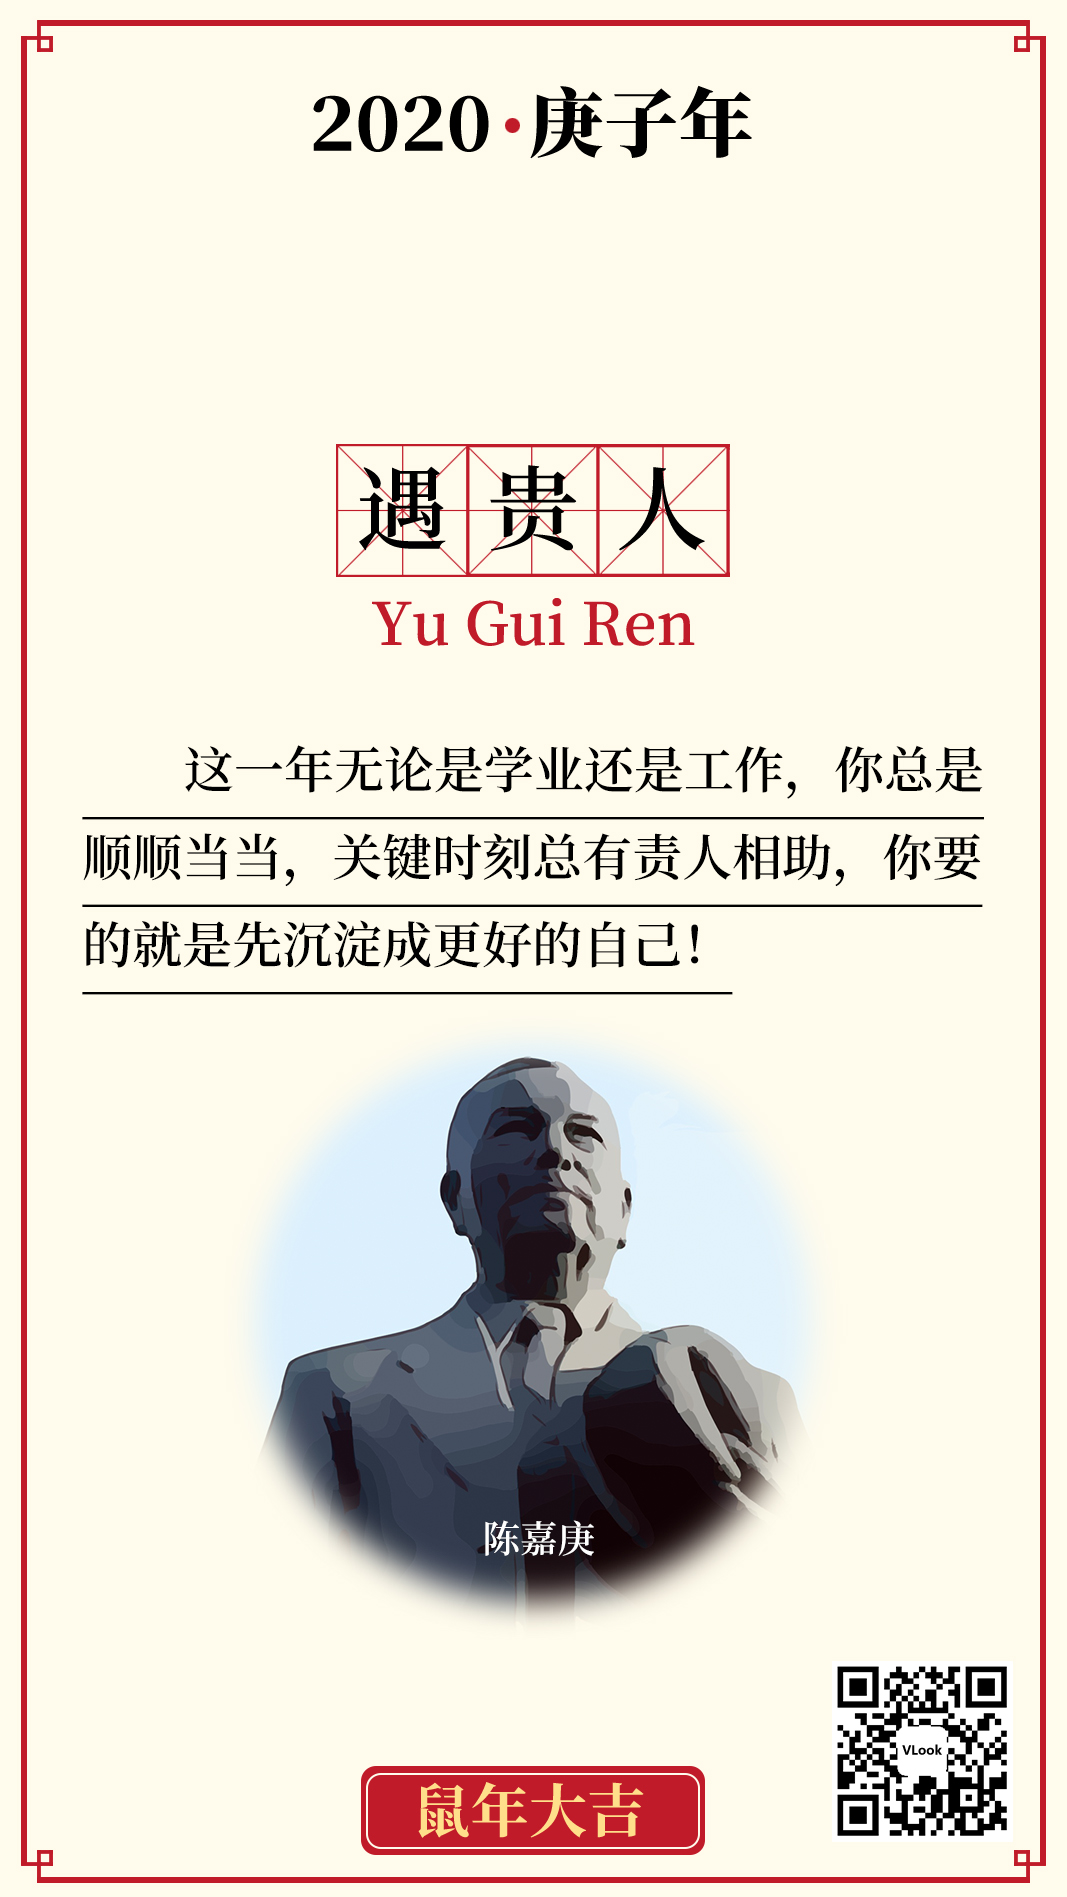 2020·庚子年
遇贵人
Yu Gui Ren
这一年无论是学业还是工作，你总是
顺顺当当，关键时刻总有责人相助，你要
的就是先沉淀成更好的自己！
陈嘉庚
VLook
鼠年大吉